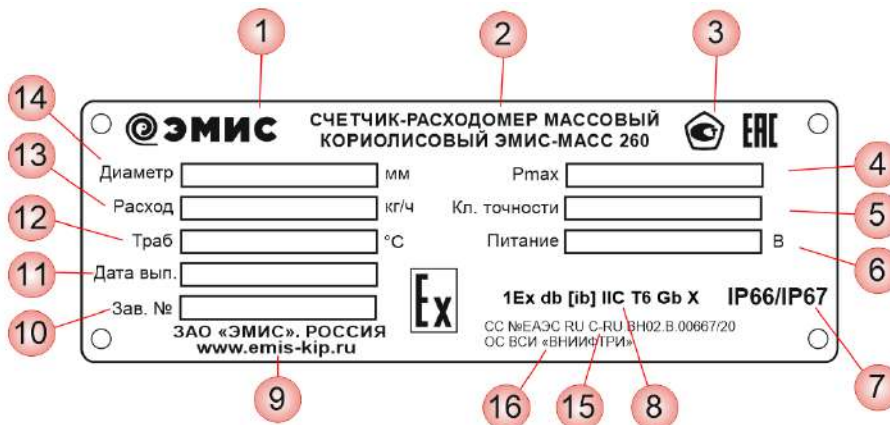 1
2
3
14
13
12
11
10
4
5
6
7
ЭМИС
СЧЕТЧИК-РАСХОДОМЕР МАССОВЫЙ
КОРИОЛИСОВЫЙ ЭМИС-МАСС 260
ЕАС
Диаметр мм
Pmax
Расход кг/ч
Кл. точности
Траб °C
Питание В
Дата вып.
Зав. №
Ex
1Ex db [ib] IIC T6 Gb X IP66/IP67
ЗАО «ЭМИС». РОССИЯ
www.emis-kip.ru
СС №ЕАЭС RU C-RU.ВН02.В.00667/20
ОС ВСИ «ВНИИФТРИ»
9
16
15
8